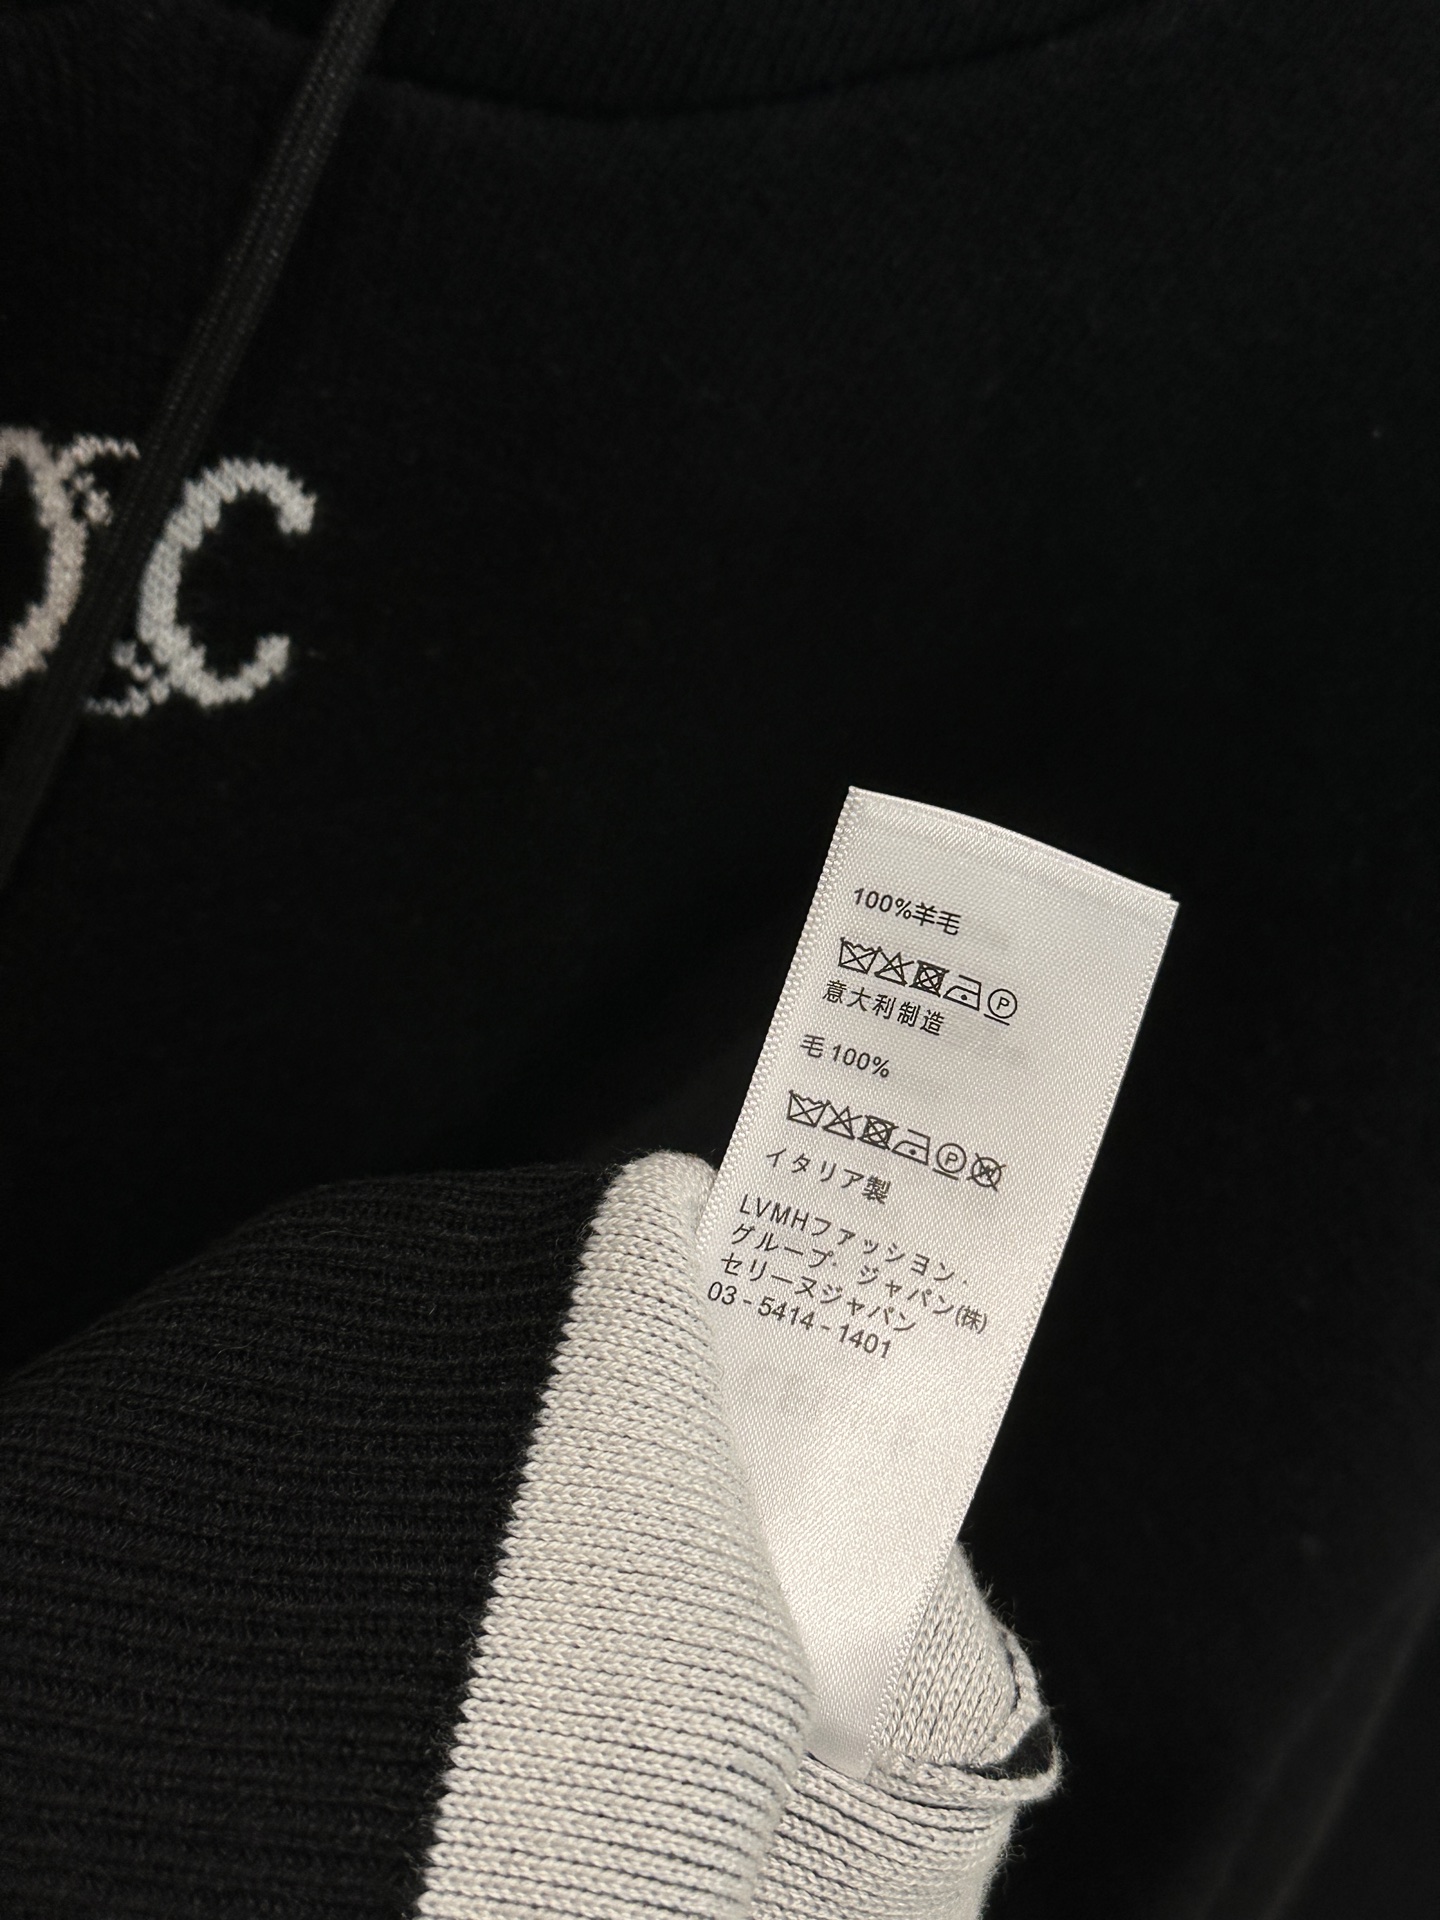 C
100%羊毛
P
意大利制造
毛 100%
P W
イタリア製
LVMHファッション.
グループ. ジャパン(株)
セリーヌジャパン
03-5414-1401